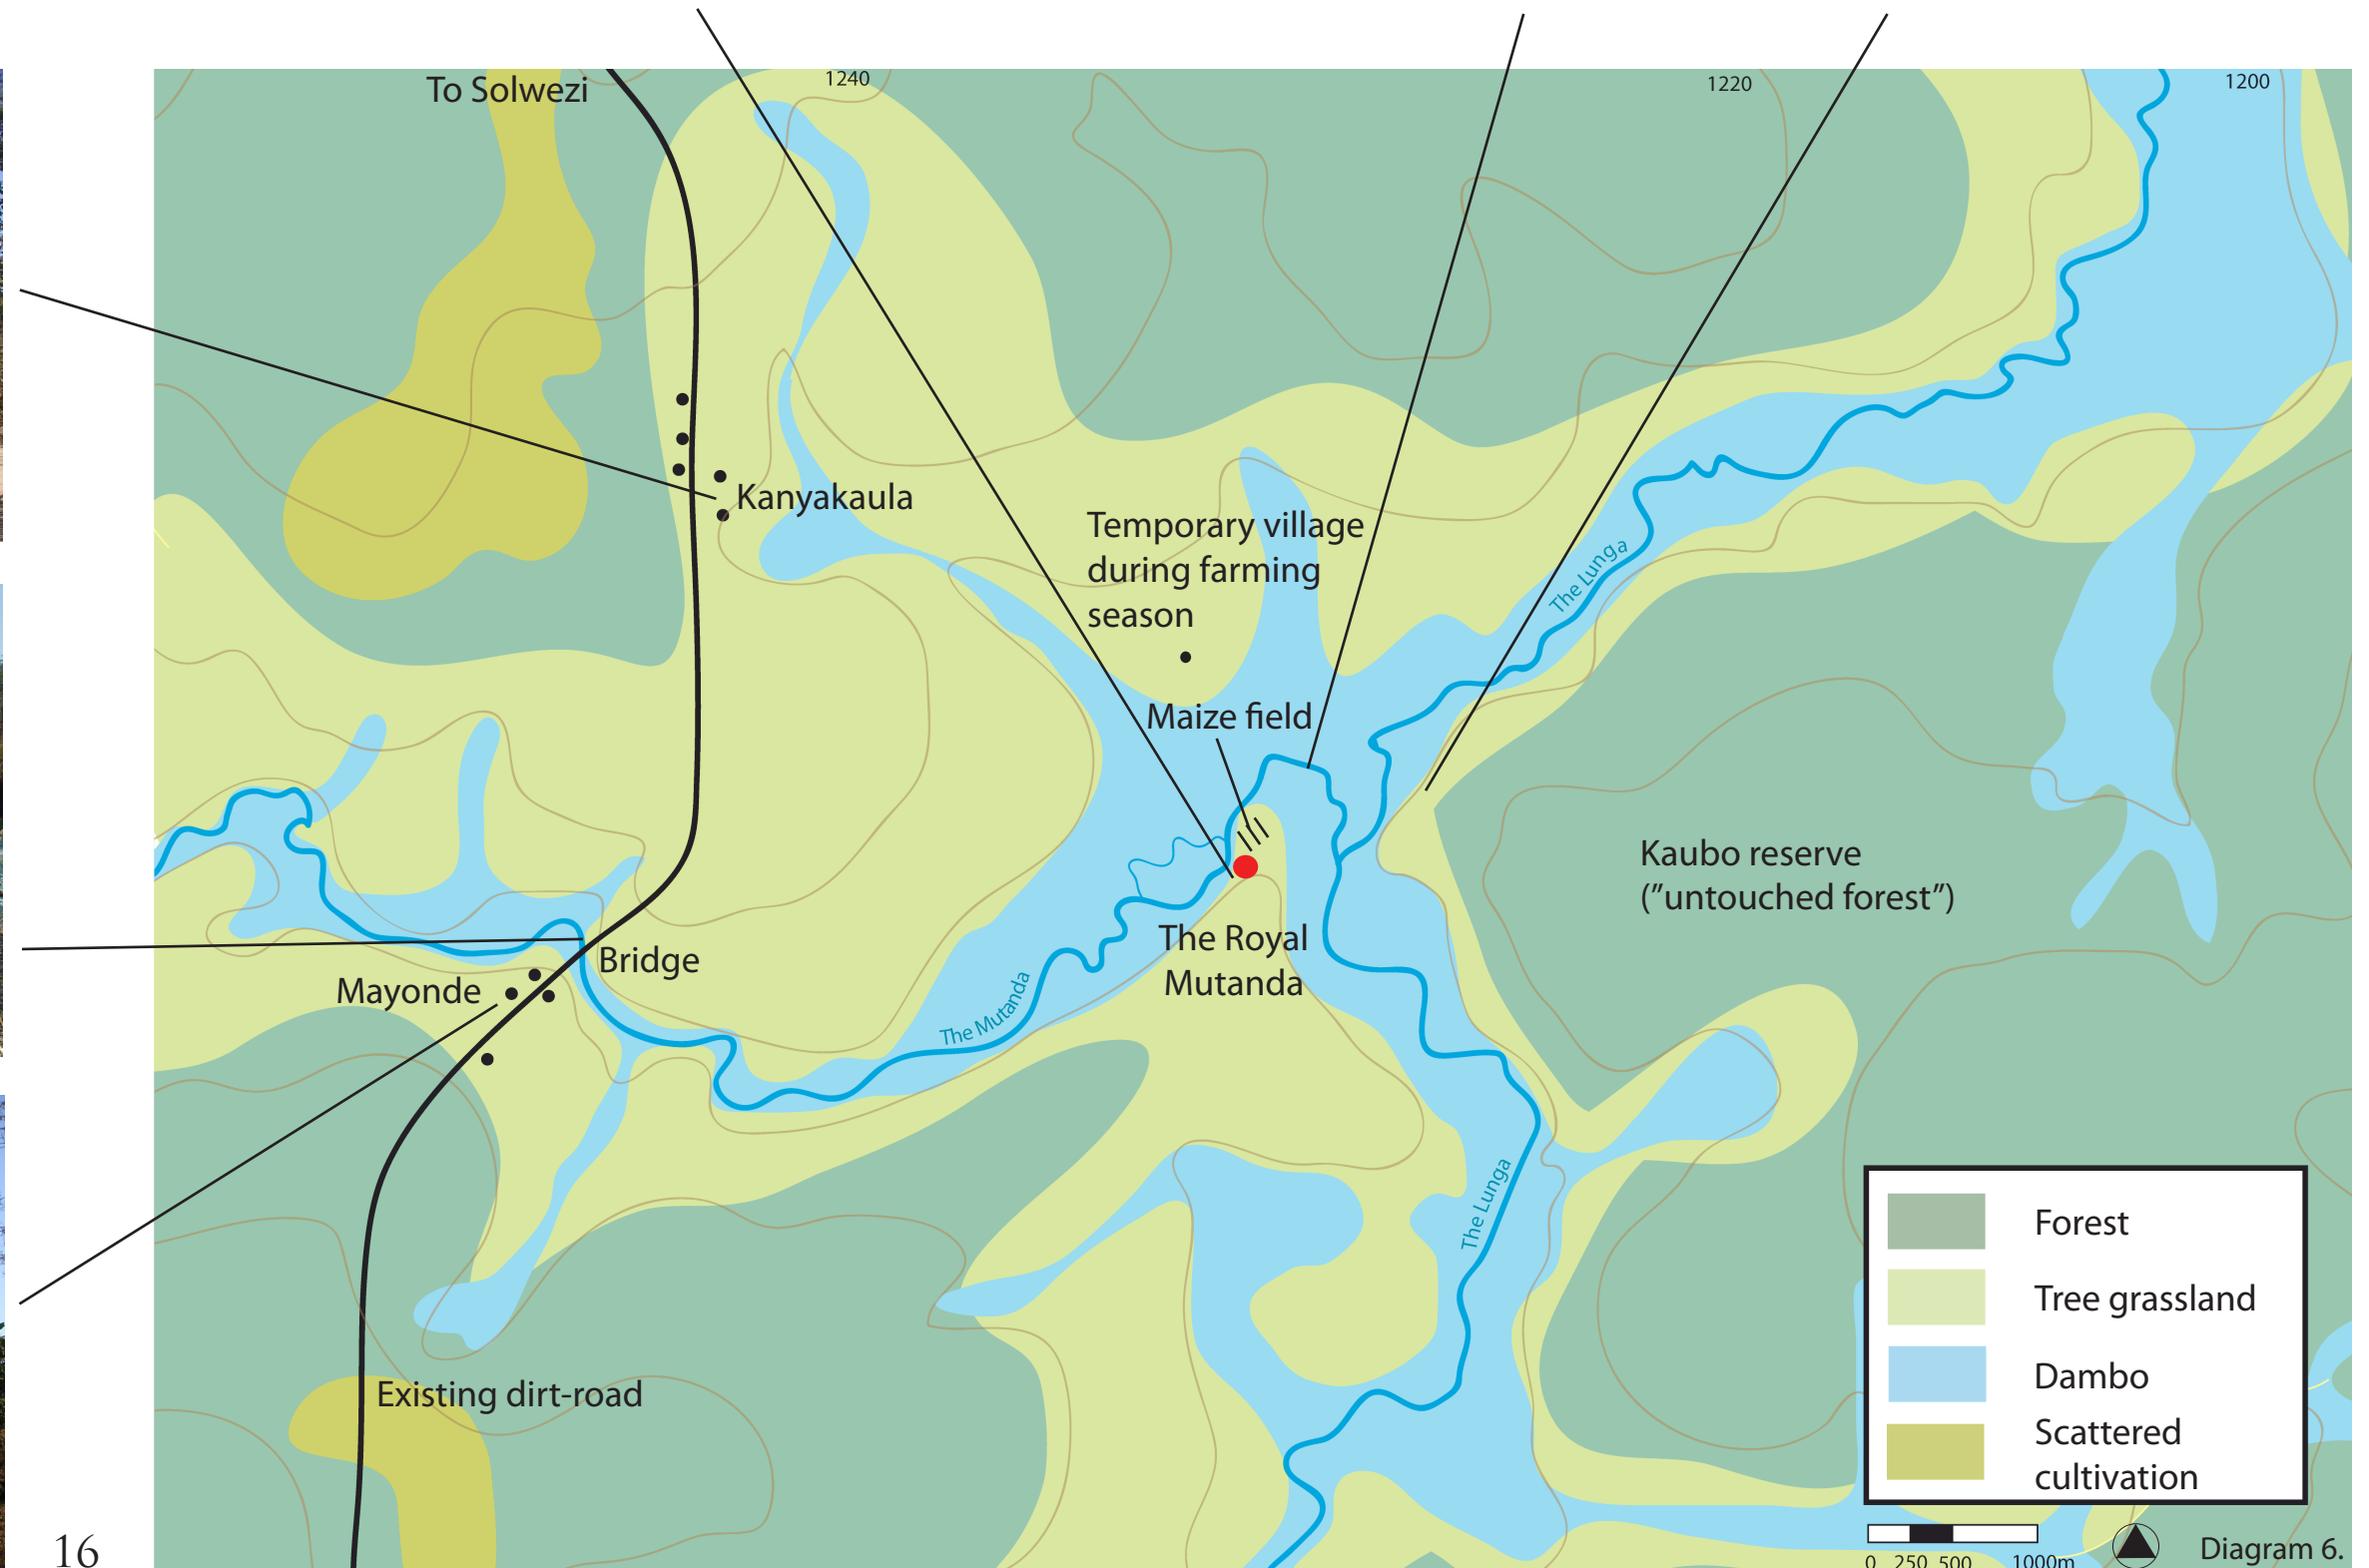 To Solwezi
1240
1220
1200
Kanyakaula
Temporary village
during farming
season
The Lunga
Maize field
Kaubo reserve
(”untouched forest”)
The Royal
Mutanda
Bridge
Mayonde
The Mutanda
The Lunga
Existing dirt-road
Forest
Tree grassland
Dambo
Scattered
cultivation
0 250 500 1000m
Diagram 6.
16